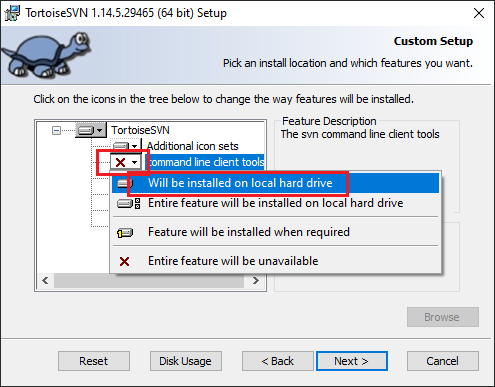 TortoiseSVN 1.14.5.29465 (64 bit) Setup
Custom Setup
Pick an install location and which features you want.
Click on the icons in the tree below to change the way features will be installed.
TortoiseSVN
Additional icon sets
command line client tools
Will be installed on local hard drive
Entire feature will be installed on local hard drive
Feature will be installed when required
Entire feature will be unavailable
Feature Description
The svn command line client tools
Browse
Reset
Disk Usage
< Back
Next >
Cancel